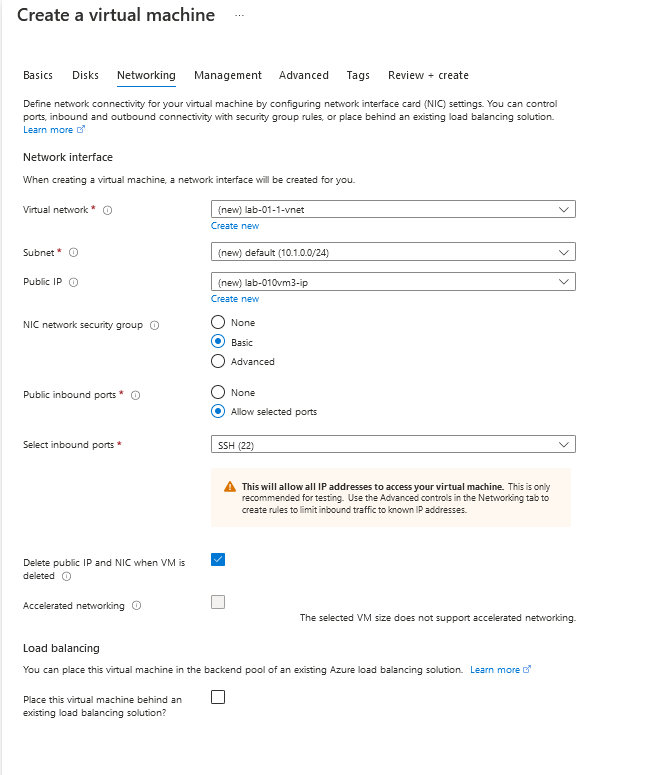 Create a virtual machine ...
Basics Disks Networking Management Advanced Tags Review + create
Define network connectivity for your virtual machine by configuring network interface card (NIC) settings. You can control
ports, inbound and outbound connectivity with security group rules, or place behind an existing load balancing solution.
Learn more
Network interface
When creating a virtual machine, a network interface will be created for you.
Virtual network *
(new) lab-01-1-vnet
Create new
Subnet *
(new) default (10.1.0.0/24)
Public IP
(new) lab-010vm3-ip
Create new
NIC network security group
None
Basic
Advanced
Public inbound ports *
None
Allow selected ports
Select inbound ports *
SSH (22)
This will allow all IP addresses to access your virtual machine. This is only
recommended for testing. Use the Advanced controls in the Networking tab to
create rules to limit inbound traffic to known IP addresses.
Delete public IP and NIC when VM is
deleted
Accelerated networking
The selected VM size does not support accelerated networking.
Load balancing
You can place this virtual machine in the backend pool of an existing Azure load balancing solution. Learn more
Place this virtual machine behind an
existing load balancing solution?